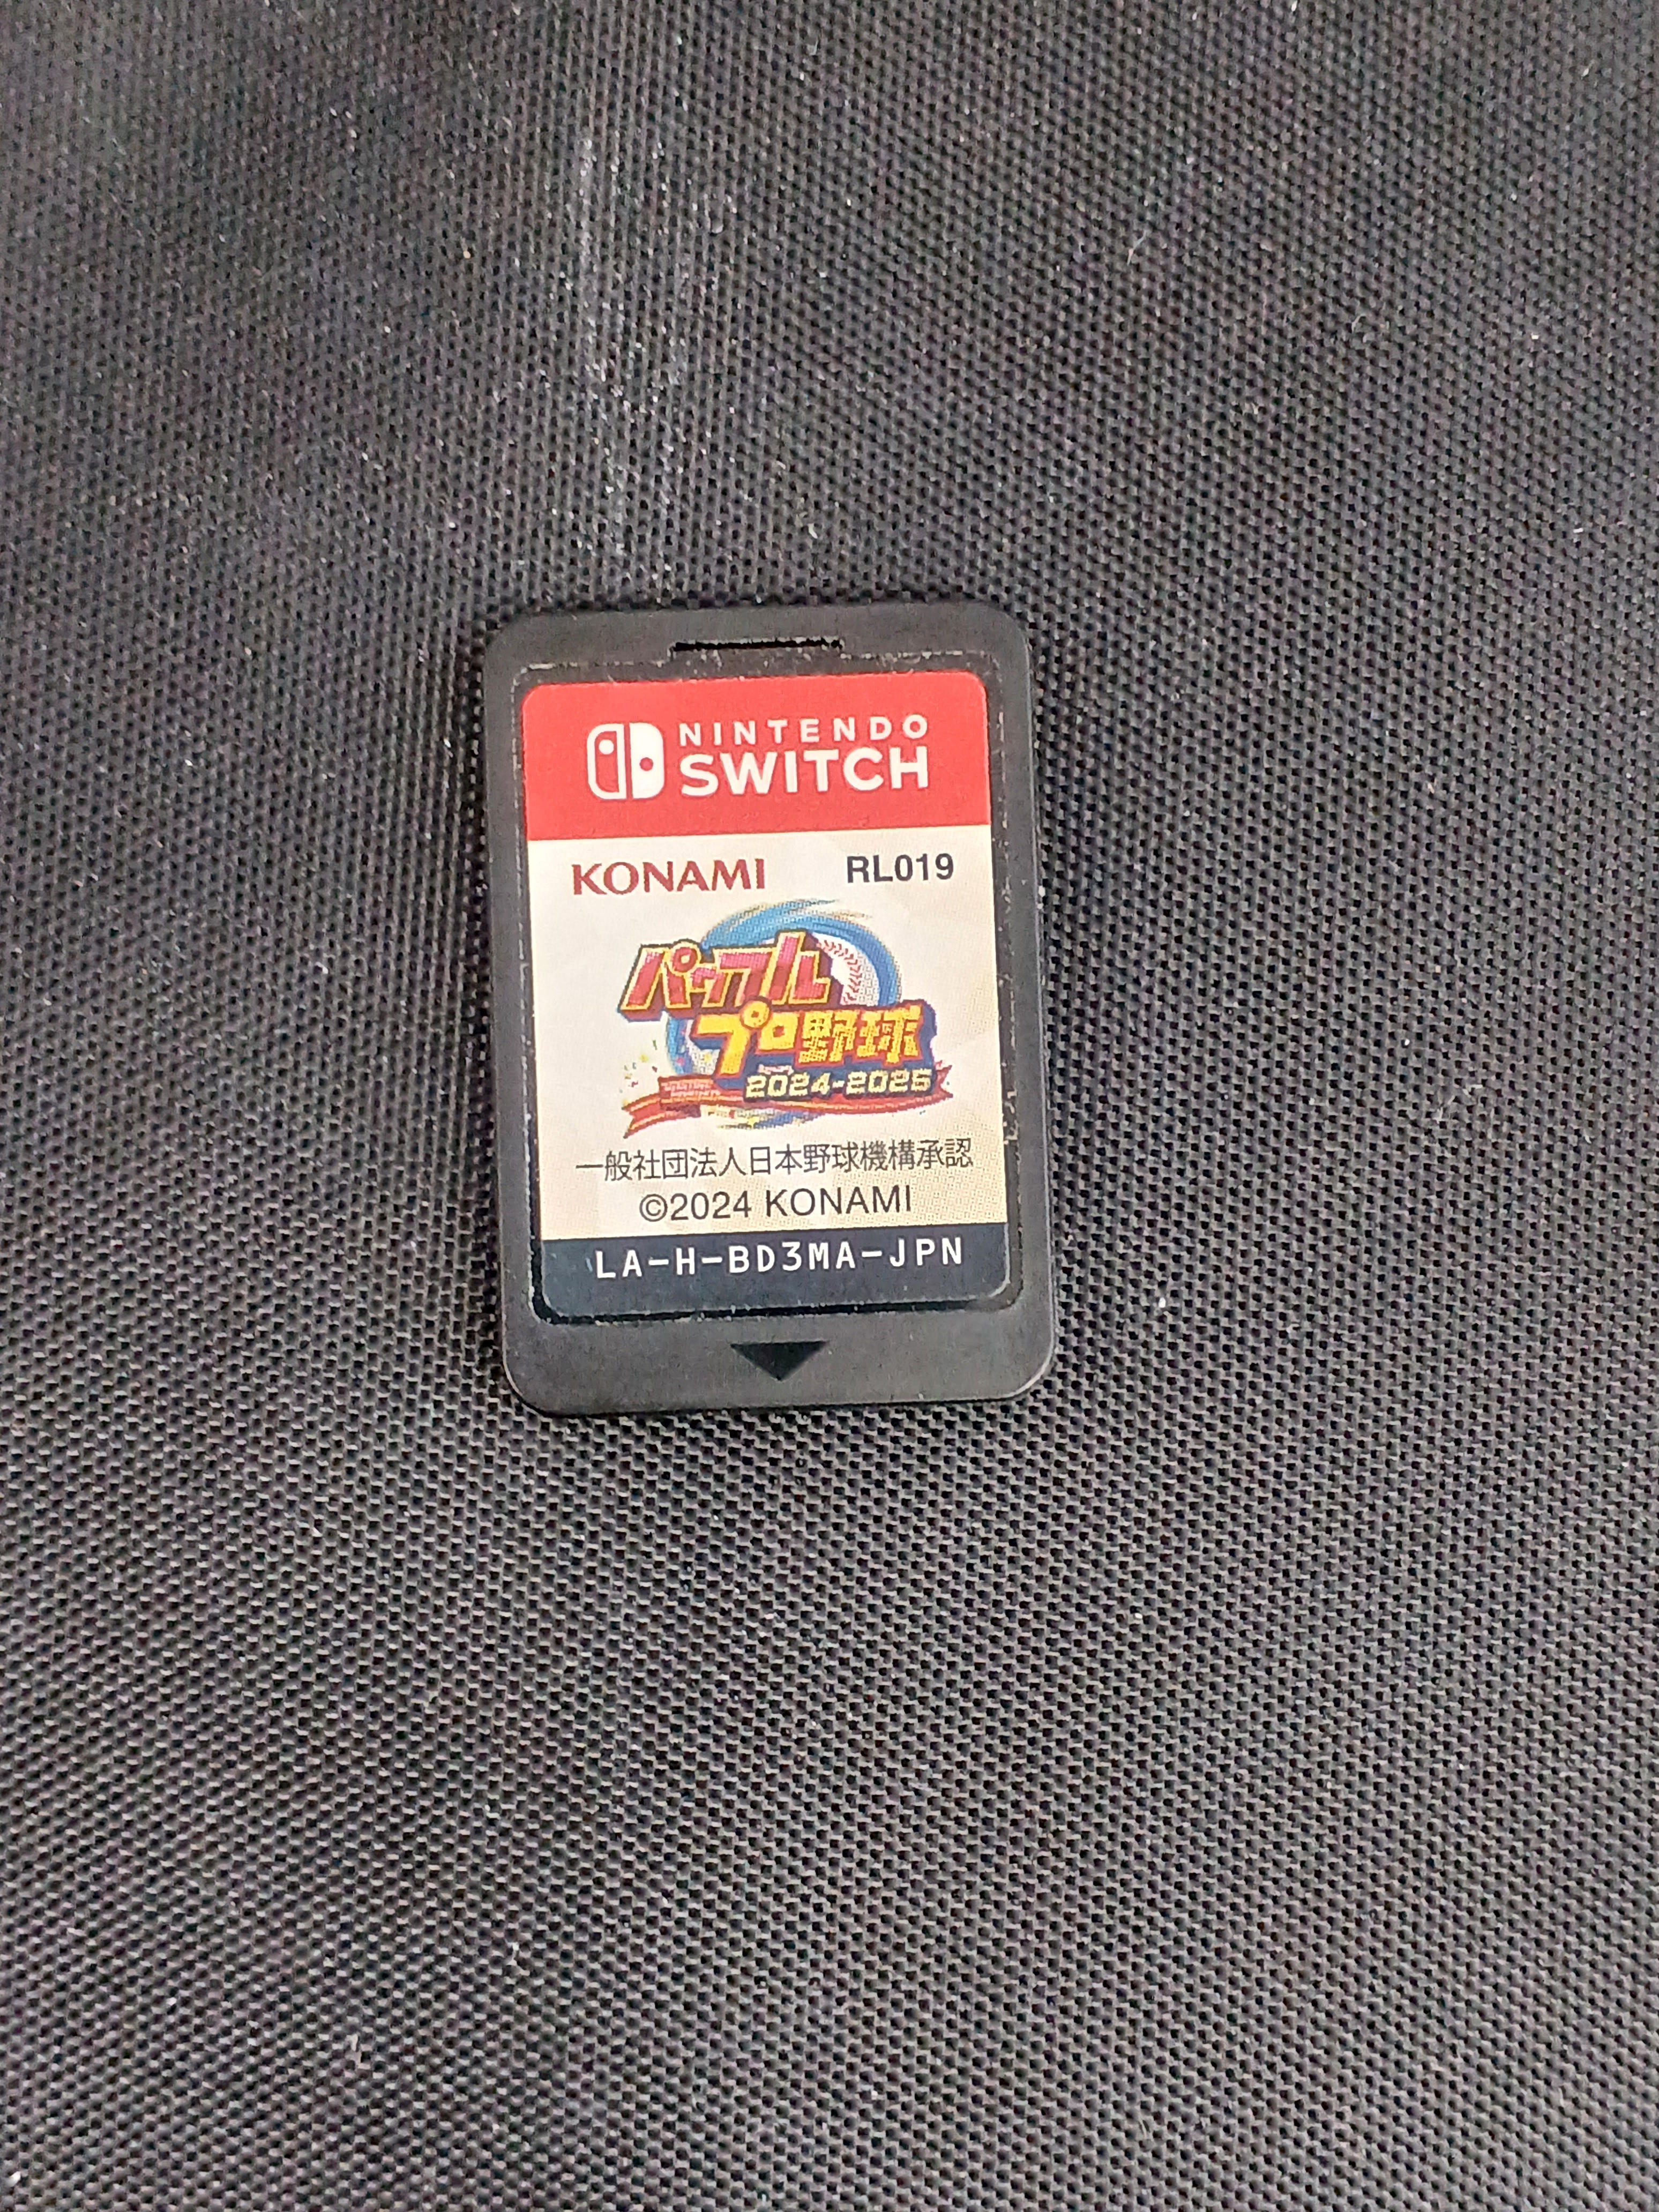 NINTENDO
SWITCH
KONAMI RL019
パワフル
プロ野球
2024-2025
一般社団法人日本野球機構承認
©2024 KONAMI
LA-H-BD3MA-JPN